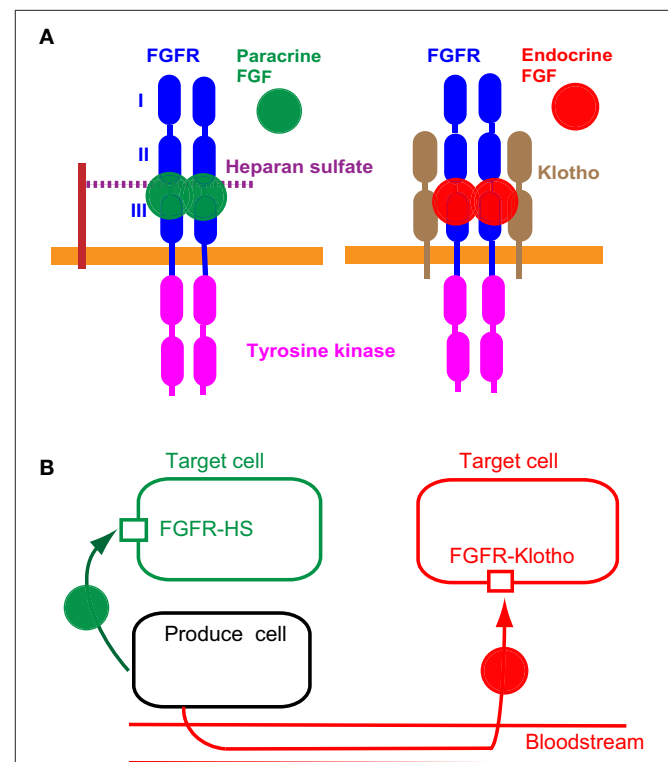 A
FGFR
Paracrine
FGF
FGFR
Endocrine
FGF
I
II
Heparan sulfate
Klotho
III
Tyrosine kinase
B
Target cell
Target cell
FGFR-HS
FGFR-Klotho
Produce cell
Bloodstream